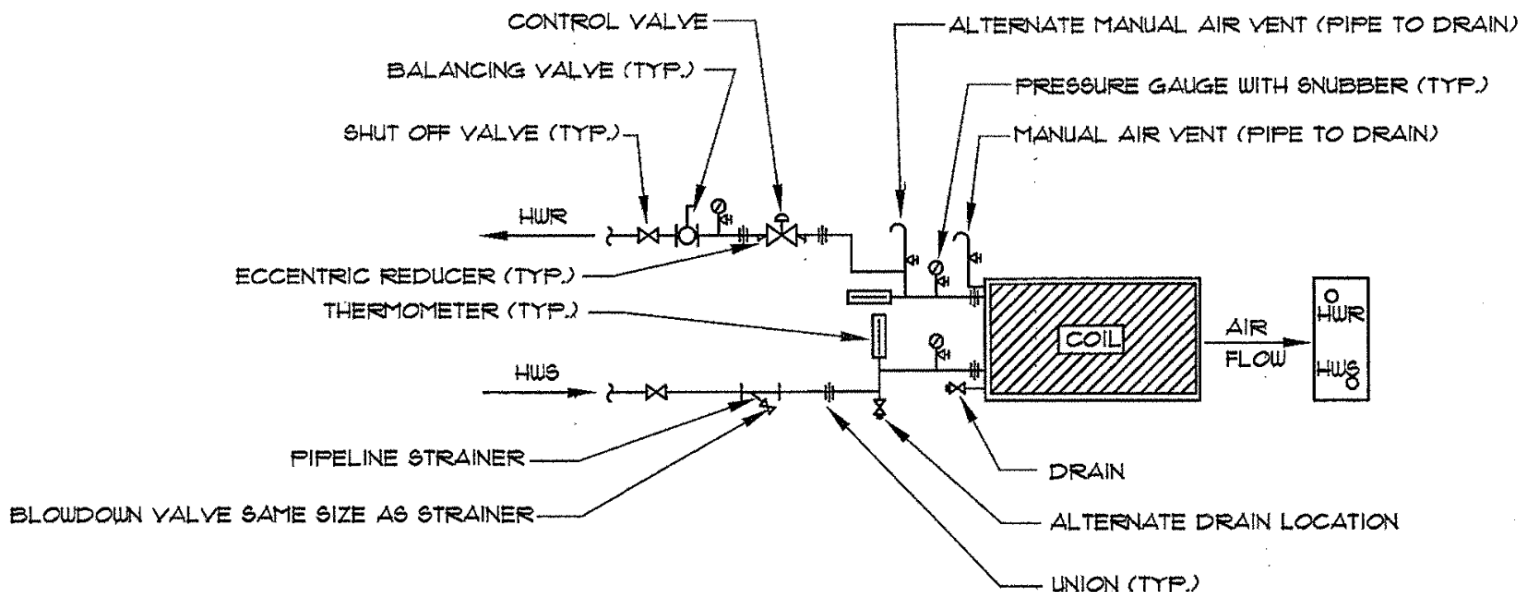 CONTROL VALVE
ALTERNATE MANUAL AIR VENT (PIPE TO DRAIN)
BALANCING VALVE (TYP.)
PRESSURE GAUGE WITH SNUBBER (TYP.)
SHUT OFF VALVE (TYP.)
MANUAL AIR VENT (PIPE TO DRAIN)
HWR
ECCENTRIC REDUCER (TYP.)
THERMOMETER (TYP.)
COIL
AIR
FLOW
HWR
HWS
HWS
PIPELINE STRAINER
DRAIN
BLOWDOWN VALVE SAME SIZE AS STRAINER
ALTERNATE DRAIN LOCATION
UNION (TYP.)